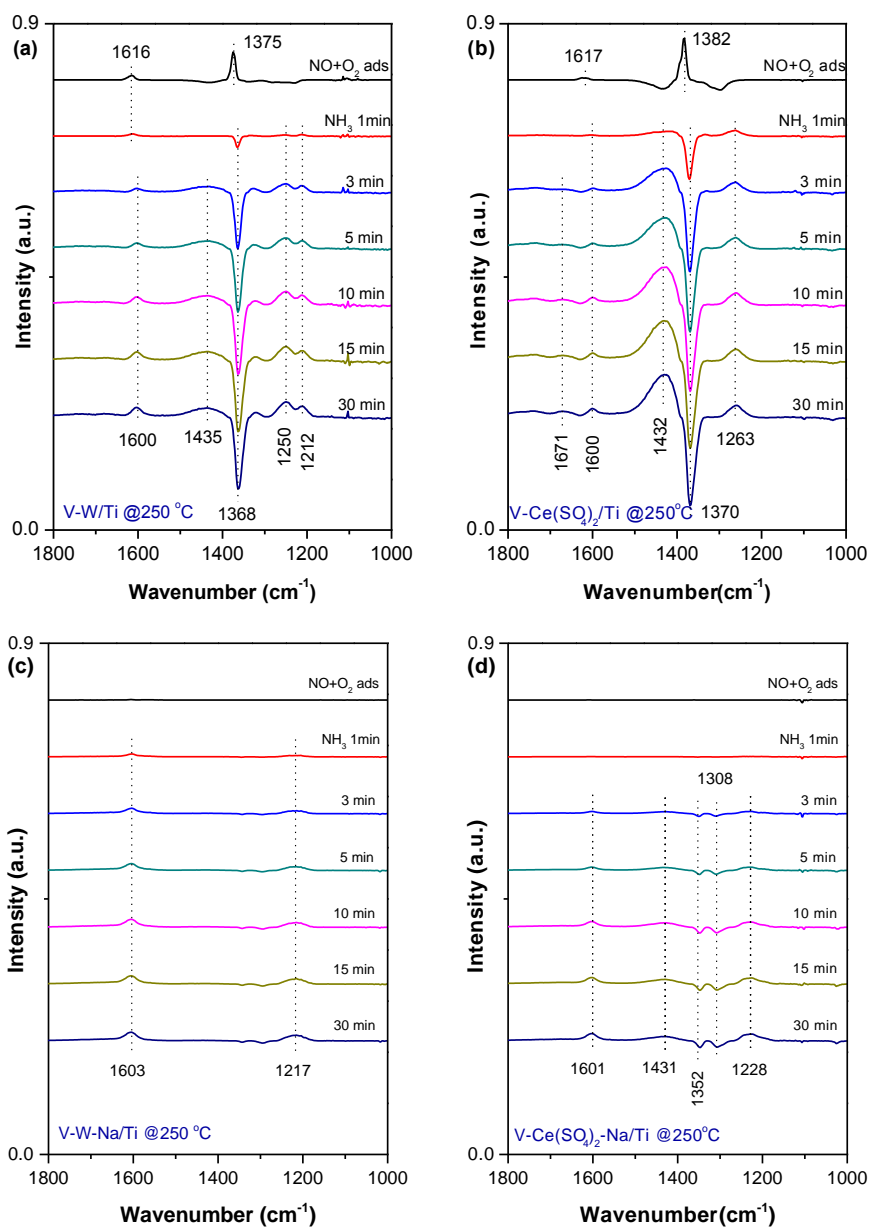 0.9
(a)
1616
1375
NO+O2 ads
NH3 1min
3 min
5 min
10 min
15 min
30 min
1600
1435
1368
1250
1212
V-W/Ti @250 °C
0.0
1800
1600
1400
1200
1000
Intensity (a.u.)
Wavenumber (cm-1)
0.9
(b)
1617
1382
NO+O2 ads
NH3 1min
3 min
5 min
10 min
15 min
30 min
1671
1600
1432
1370
1263
V-Ce(SO4)2/Ti @250°C
0.0
1800
1600
1400
1200
1000
Intensity (a.u.)
Wavenumber(cm-1)
0.9
(c)
NO+O2 ads
NH3 1min
3 min
5 min
10 min
15 min
30 min
1603
1217
V-W-Na/Ti @250 °C
0.0
1800
1600
1400
1200
1000
Intensity (a.u.)
Wavenumber (cm-1)
0.9
(d)
NO+O2 ads
NH3 1min
1308
3 min
5 min
10 min
15 min
30 min
1601
1431
1352
1228
V-Ce(SO4)2-Na/Ti @250°C
0.0
1800
1600
1400
1200
1000
Intensity (a.u.)
Wavenumber(cm-1)